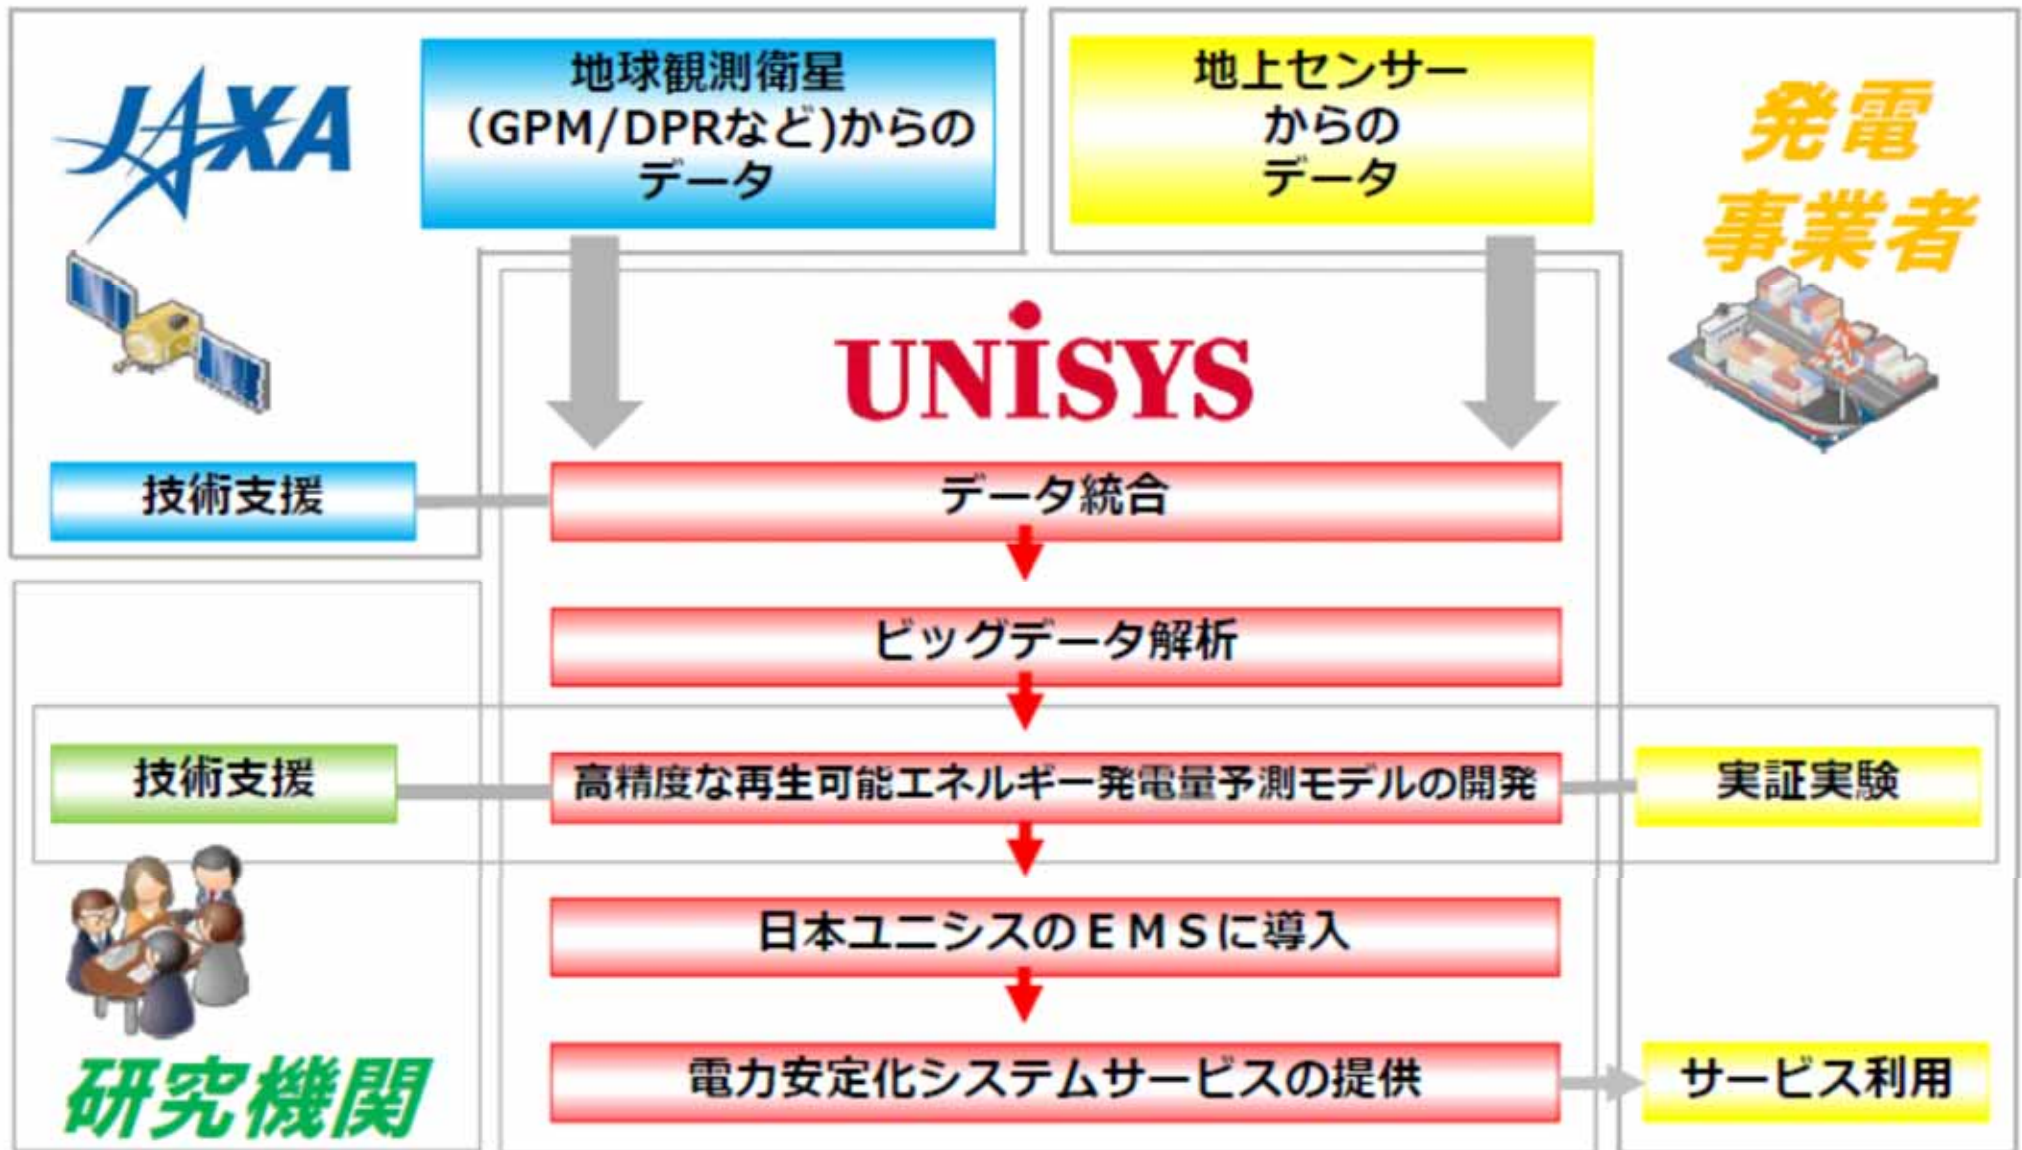 JAXA
地球観測衛星
（GPM/DPRなど)からの
データ
地上センサー
からの
データ
発電
事業者
UNiSYS
技術支援
データ統合
ビッグデータ解析
技術支援
高精度な再生可能エネルギー発電量予測モデルの開発
実証実験
日本ユニシスのＥＭＳに導入
研究機関
電力安定化システムサービスの提供
サービス利用